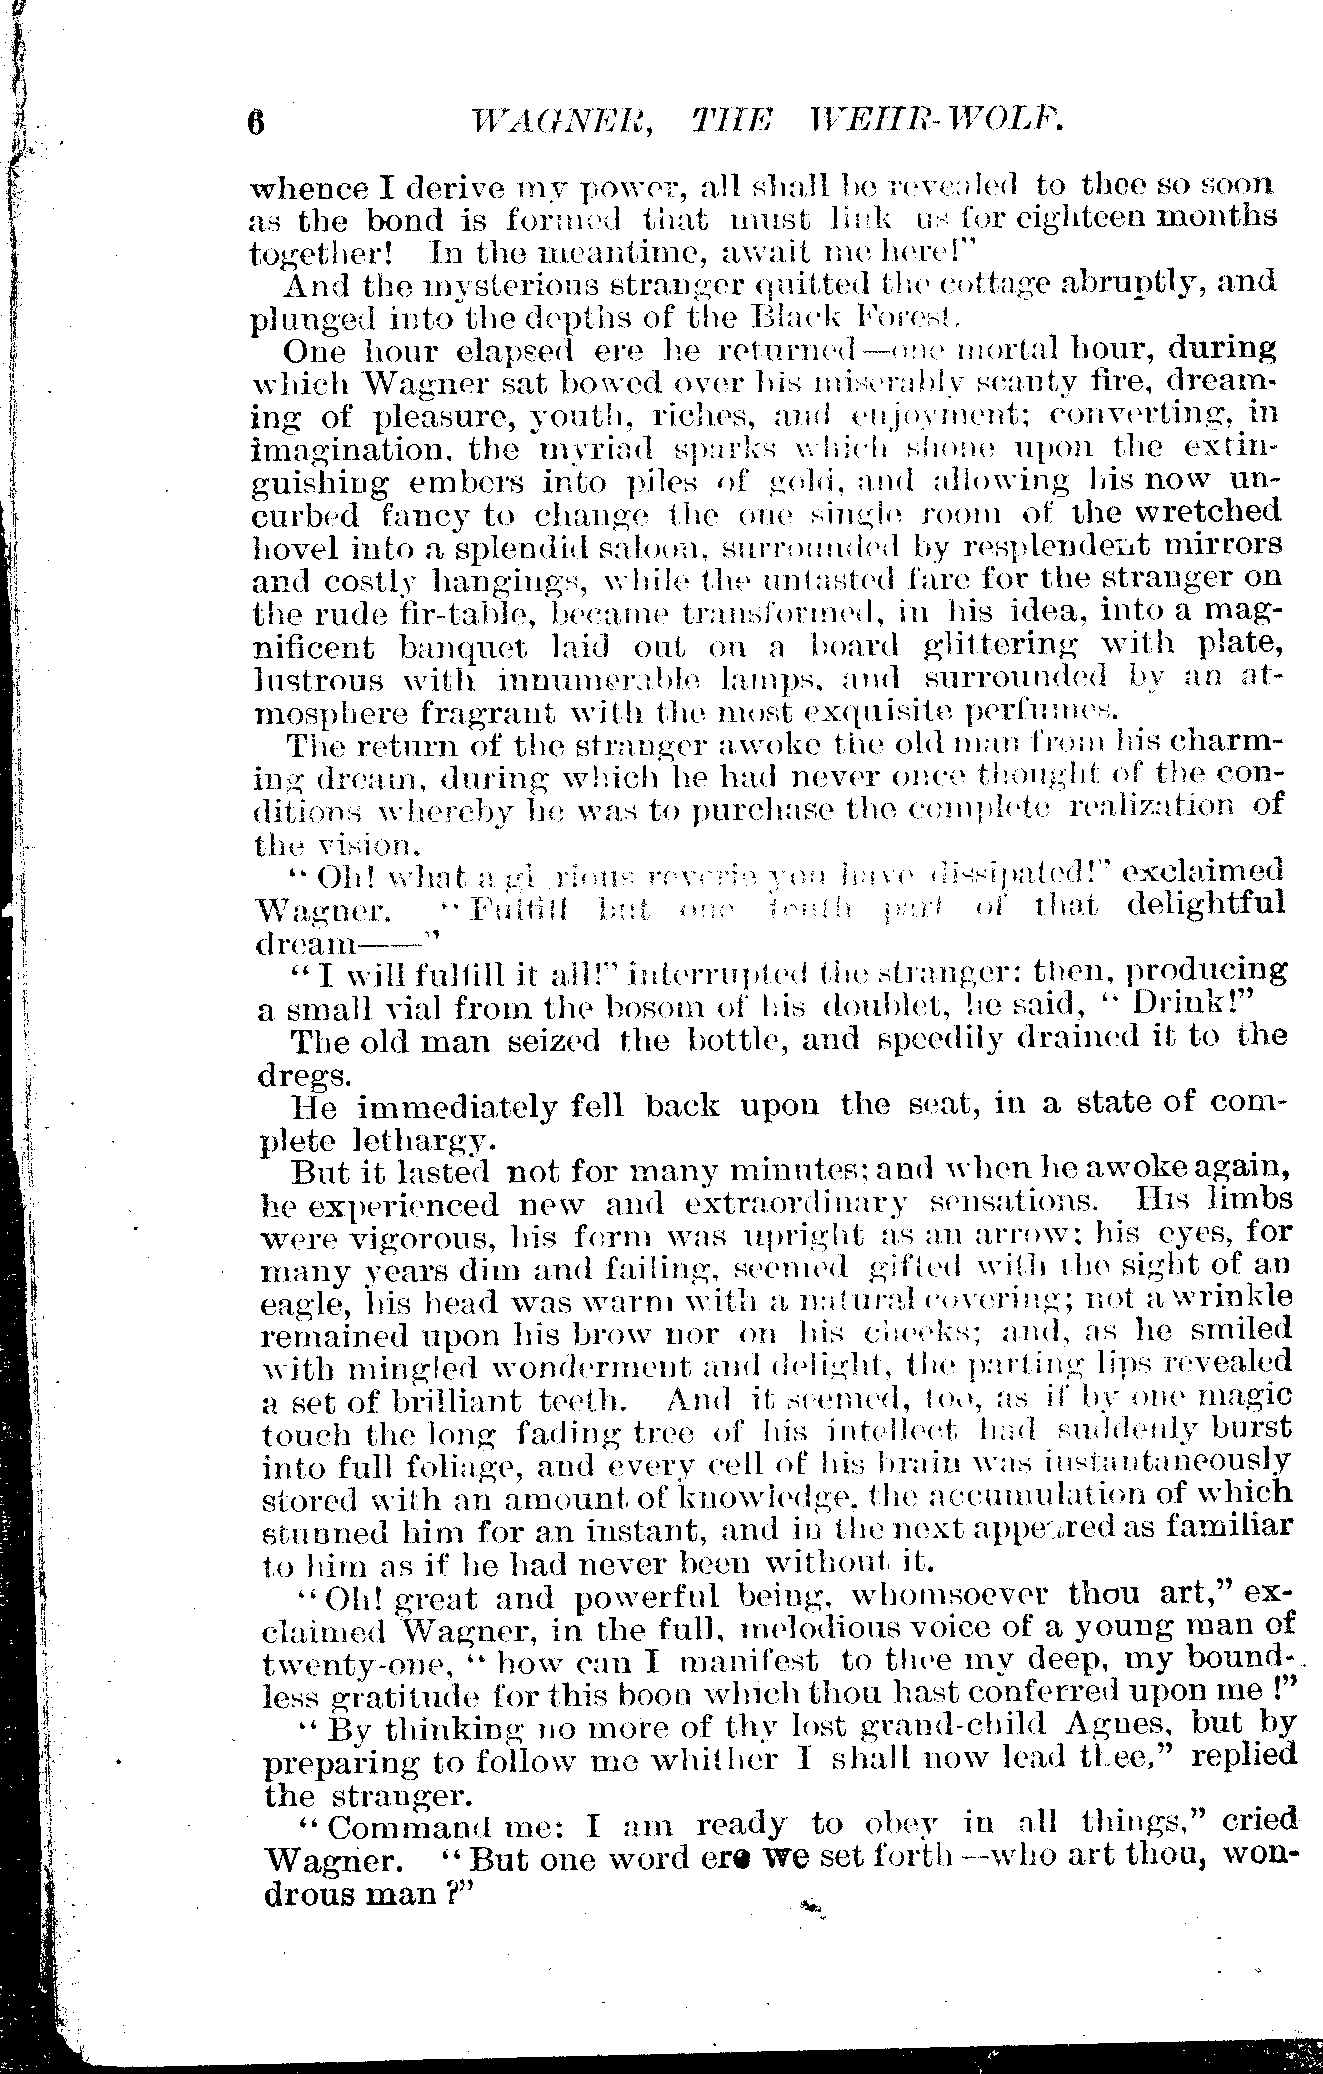 6 WAGNER, THE WEHR-WOLF.
whence I derive my power, all shall be revealed to thee so soon
as the bond is formed that must link us for eighteen months
together! In the meantime, await me here!"
And the mysterious stranger quitted the cottage abruptly, and
plunged into the depths of the Black Forest.
One hour elapsed ere he returned—one mortal hour, during
which Wagner sat bowed over his miserably scanty fire, dream-
ing of pleasure, youth, riches, and enjoyment; converting, in
imagination, the myriad sparks which shone upon the extin-
guishing embers into piles of gold, and allowing his now un-
curbed fancy to change the one single room of the wretched
hovel into a splendid saloon, surrounded by resplendent mirrors
and costly hangings, while the untasted fare for the stranger on
the rude fir-table, became transformed, in his idea, into a mag-
nificent banquet laid out on a board glittering with plate,
lustrous with innumerable lamps, and surrounded by an at-
mosphere fragrant with the most exquisite perfumes.
The return of the stranger awoke the old man from his charm-
ing dream, during which he had never once thought of the con-
ditions whereby he was to purchase the complete realization of
the vision.
"Oh! what a glorious reverie you have dissipated!" exclaimed
Wagner. "Fulfill but one tenth part of that delightful
dream——"
"I will fulfill it all!" interrupted the stranger: then, producing
a small vial from the bosom of his doublet, he said, "Drink!"
The old man seized the bottle, and speedily drained it to the
dregs.
He immediately fell back upon the seat, in a state of com-
plete lethargy.
But it lasted not for many minutes; and when he awoke again,
he experienced new and extraordinary sensations. His limbs
were vigorous, his form was upright as an arrow; his eyes, for
many years dim and failing, seemed gifted with the sight of an
eagle, his head was warm with a natural covering; not a wrinkle
remained upon his brow nor on his cheeks; and, as he smiled
with mingled wonderment and delight, the parting lips revealed
a set of brilliant teeth. And it seemed, too, as if by one magic
touch the long fading tree of his intellect had suddenly burst
into full foliage, and every cell of his brain was instantaneously
stored with an amount of knowledge, the accumulation of which
stunned him for an instant, and in the next appeared as familiar
to him as if he had never been without it.
"Oh! great and powerful being, whomsoever thou art," ex-
claimed Wagner, in the full, melodious voice of a young man of
twenty-one, "how can I manifest to thee my deep, my bound-
less gratitude for this boon which thou hast conferred upon me!"
"By thinking no more of thy lost grand-child Agnes, but by
preparing to follow me whither I shall now lead thee," replied
the stranger.
"Command me: I am ready to obey in all things," cried
Wagner. "But one word ere we set forth—who art thou, won-
drous man?"